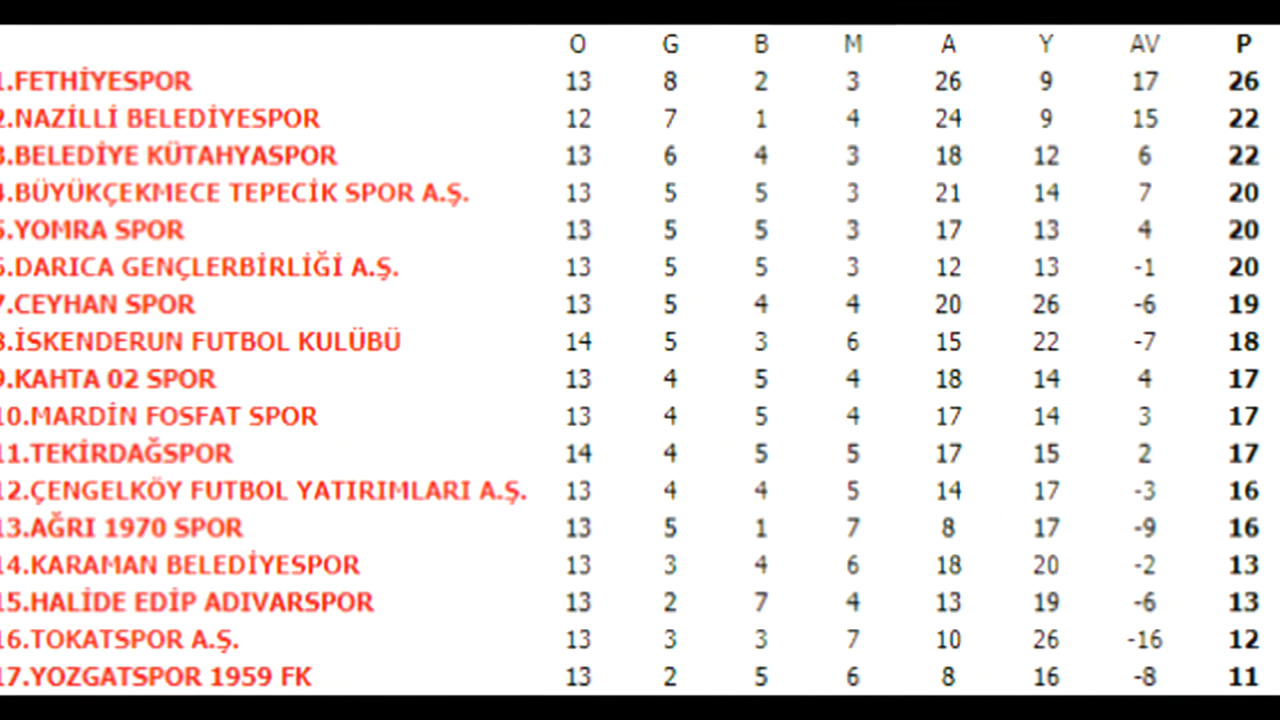 O G B M A Y AV P
1.FETHİYESPOR 13 8 2 3 26 9 17 26
2.NAZİLLİ BELEDİYESPOR 12 7 1 4 24 9 15 22
3.BELEDİYE KÜTAHYASPOR 13 6 4 3 18 12 6 22
4.BÜYÜKÇEKMECE TEPECİK SPOR A.Ş. 13 5 5 3 21 14 7 20
5.YOMRA SPOR 13 5 5 3 17 13 4 20
6.DARICA GENÇLERBİRLİĞİ A.Ş. 13 5 5 3 12 13 -1 20
7.CEYHAN SPOR 13 5 4 4 20 26 -6 19
8.İSKENDERUN FUTBOL KULÜBÜ 14 5 3 6 15 22 -7 18
9.KAHTA 02 SPOR 13 4 5 4 18 14 4 17
10.MARDİN FOSFAT SPOR 13 4 5 4 17 14 3 17
11.TEKİRDAĞSPOR 14 4 5 5 17 15 2 17
12.ÇENGELKÖY FUTBOL YATIRIMLARI A.Ş. 13 4 4 5 14 17 -3 16
13.AĞRI 1970 SPOR 13 5 1 7 8 17 -9 16
14.KARAMAN BELEDİYESPOR 13 3 4 6 18 20 -2 13
15.HALİDE EDİP ADIVARSPOR 13 2 7 4 13 19 -6 13
16.TOKATSPOR A.Ş. 13 3 3 7 10 26 -16 12
17.YOZGATSPOR 1959 FK 13 2 5 6 8 16 -8 11